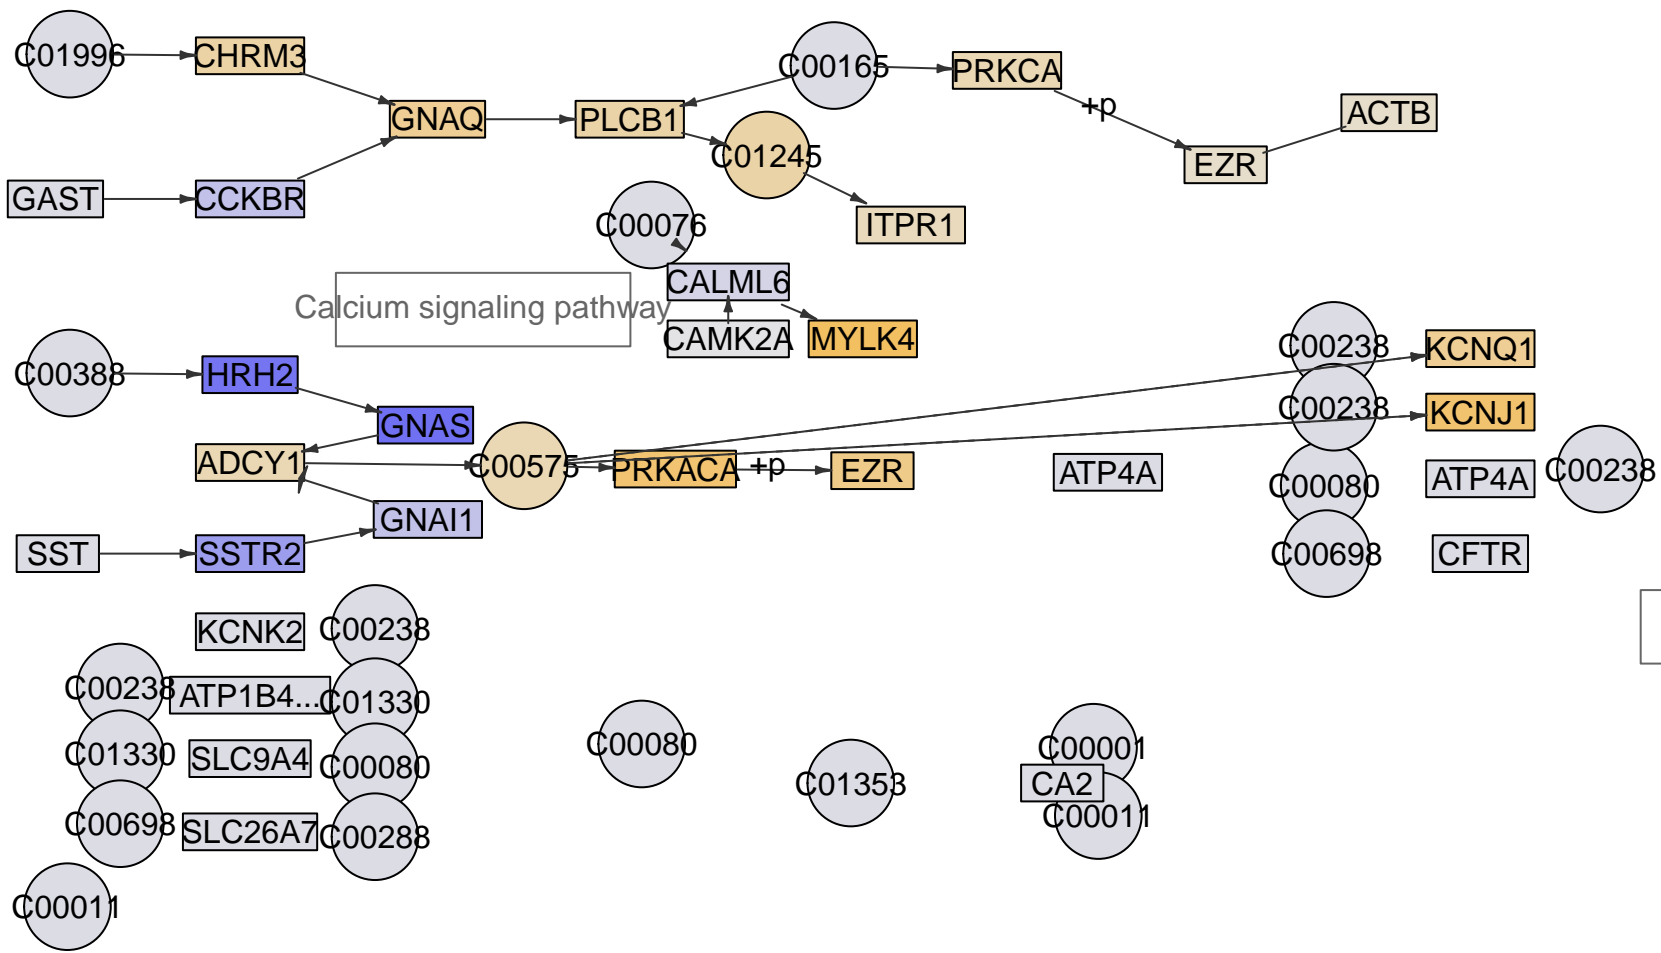 C01996
CHRM3
C00165
PRKCA
+p
ACTB
GNAQ
PLCB1
C01245
EZR
GAST
CCKBR
C00076
ITPR1
CALML6
Calcium signaling pathway
CAMK2A
MYLK4
C00238
KCNQ1
C00388
HRH2
GNAS
C00238
KCNJ1
ADCY1
C00575
PRKACA
+p
EZR
ATP4A
C00080
ATP4A
C00238
GNAI1
SST
SSTR2
C00698
CFTR
KCNK2
C00238
C00238
ATP1B4...
C01330
C01330
SLC9A4
C00080
C00080
C01353
C00001
CA2
C00011
C00698
SLC26A7
C00288
C00011